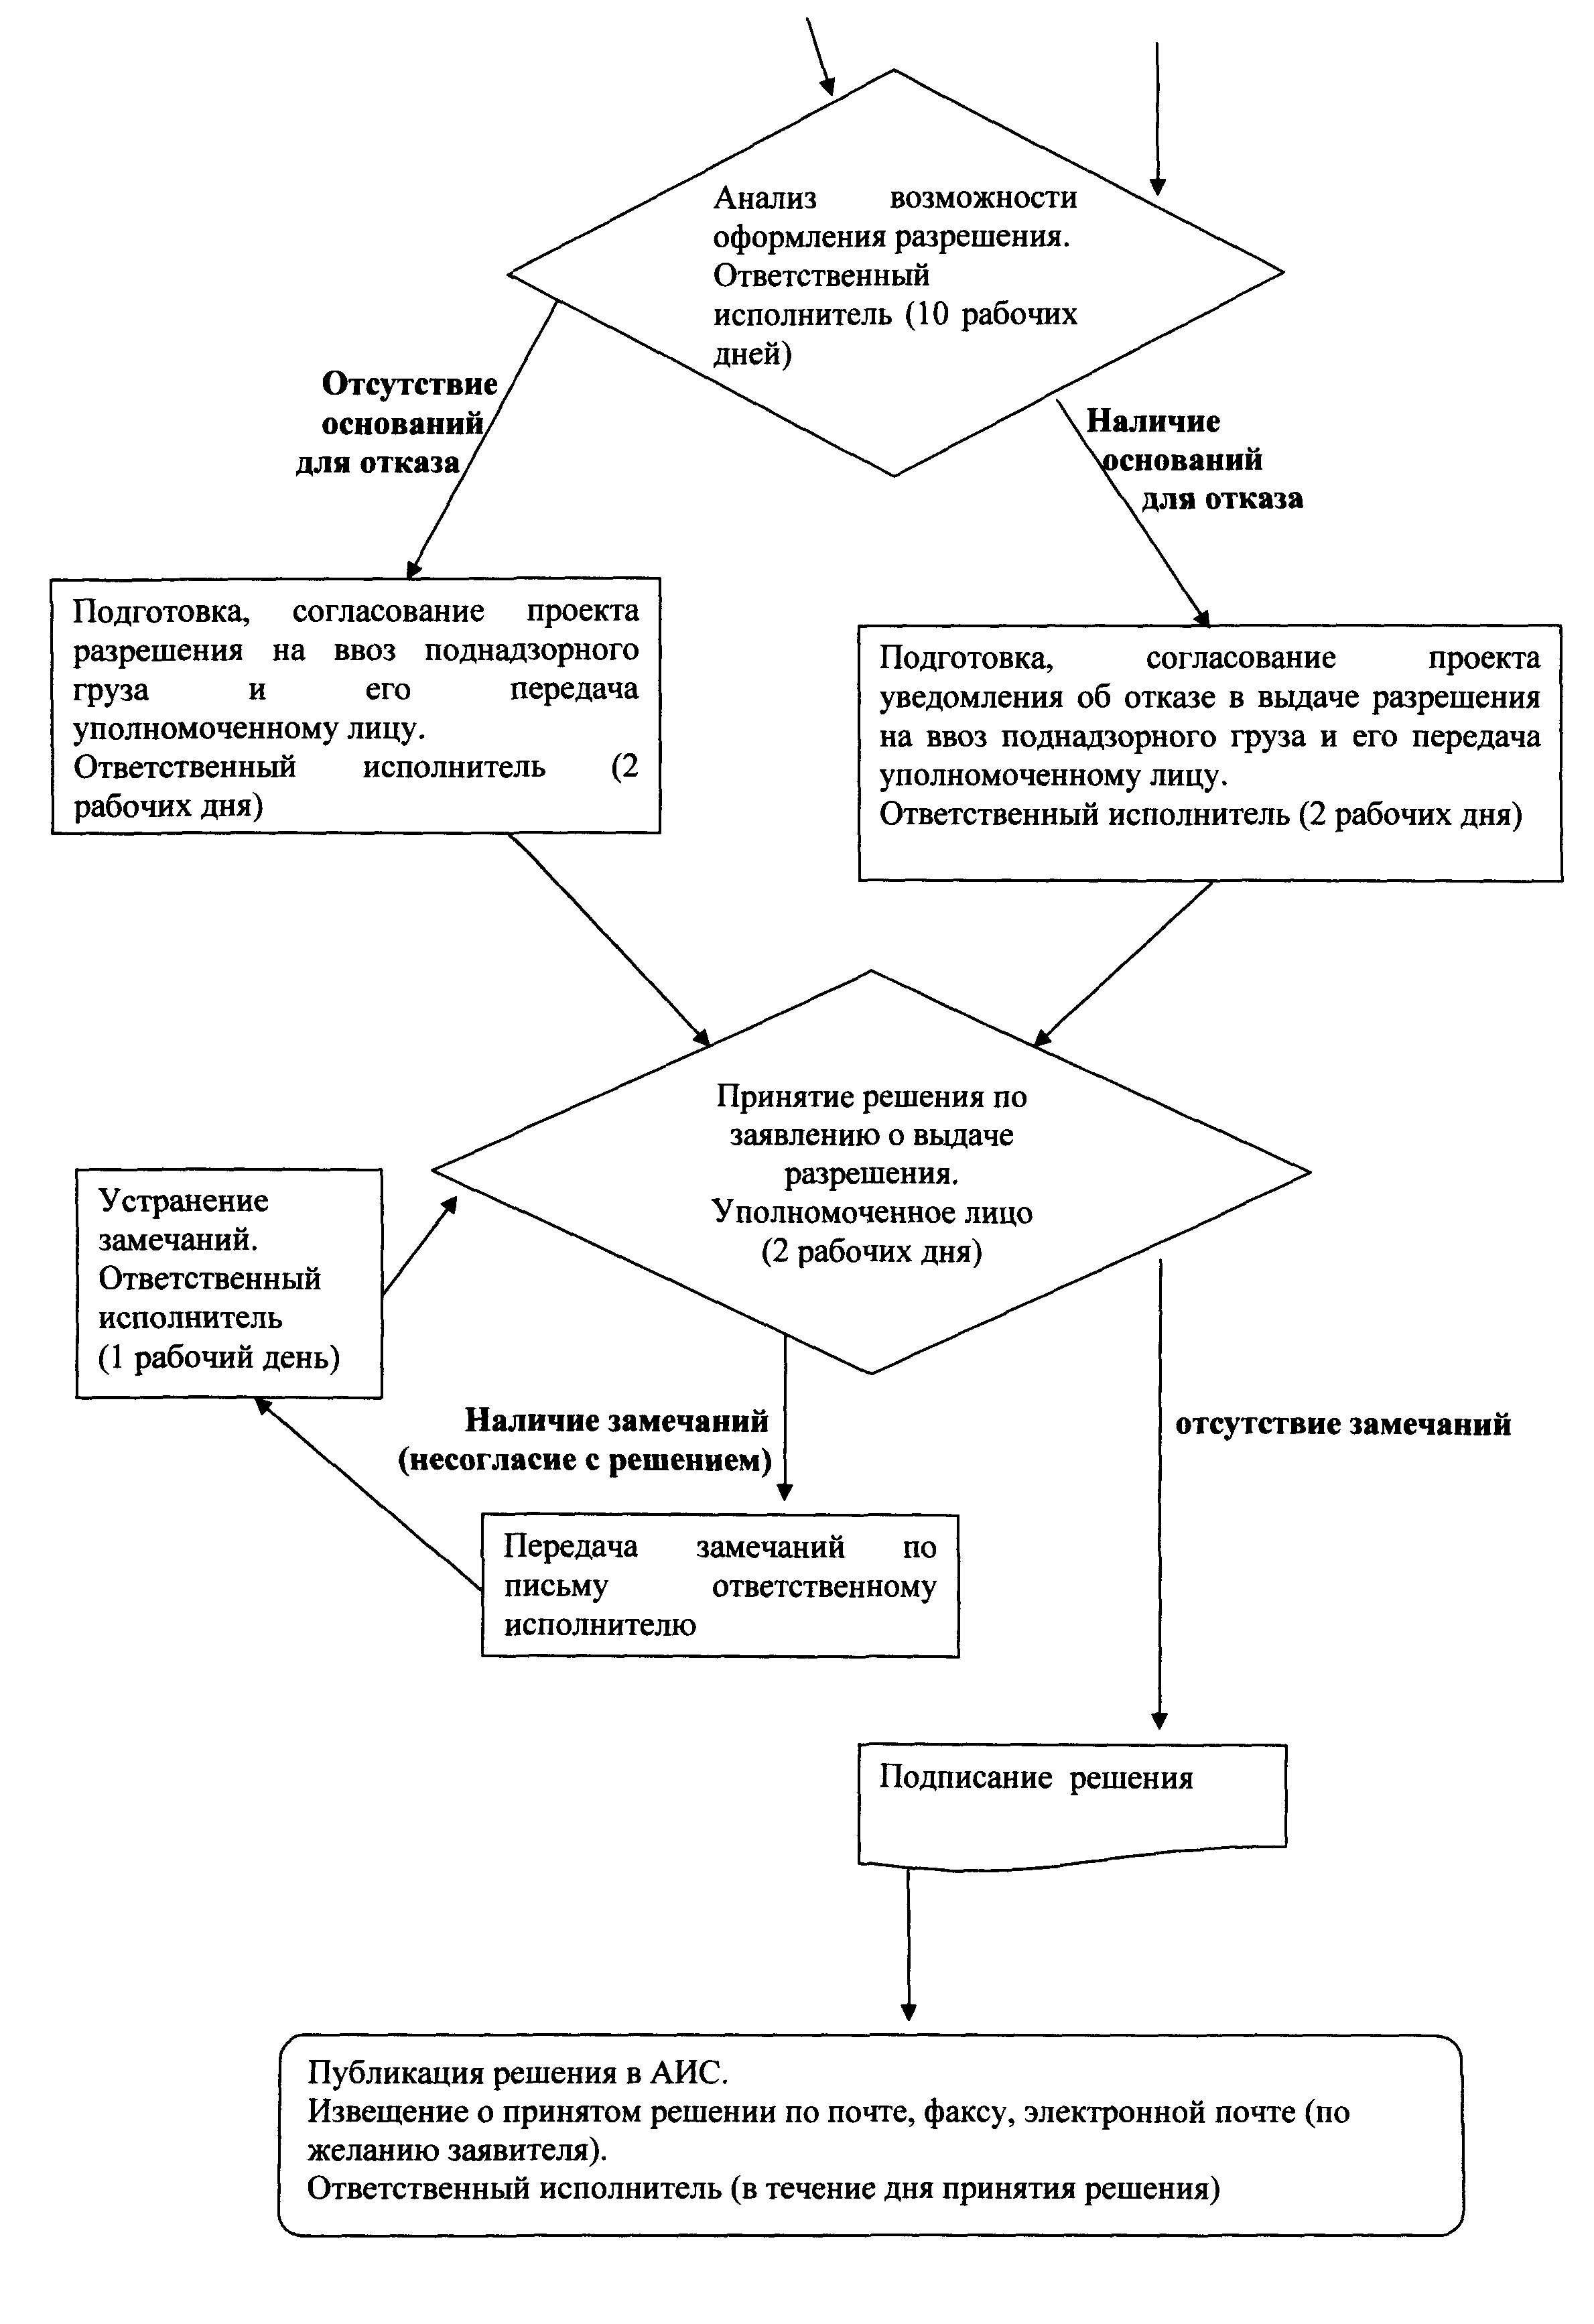 Анализ возможности
оформления разрешения.
Ответственный
исполнитель (10 рабочих
дней)
Отсутствие
оснований
для отказа
Наличие
оснований
для отказа
Подготовка, согласование проекта
разрешения на ввоз поднадзорного
груза и его передача
уполномоченному лицу.
Ответственный исполнитель (2
рабочих дня)
Подготовка, согласование проекта
уведомления об отказе в выдаче разрешения
на ввоз поднадзорного груза и его передача
уполномоченному лицу.
Ответственный исполнитель (2 рабочих дня)
Принятие решения по
заявлению о выдаче
разрешения.
Уполномоченное лицо
(2 рабочих дня)
Устранение
замечаний.
Ответственный
исполнитель
(1 рабочий день)
Наличие замечаний
(несогласие с решением)
отсутствие замечаний
Передача замечаний по
письму ответственному
исполнителю
Подписание решения
Публикация решения в АИС.
Извещение о принятом решении по почте, факсу, электронной почте (по
желанию заявителя).
Ответственный исполнитель (в течение дня принятия решения)